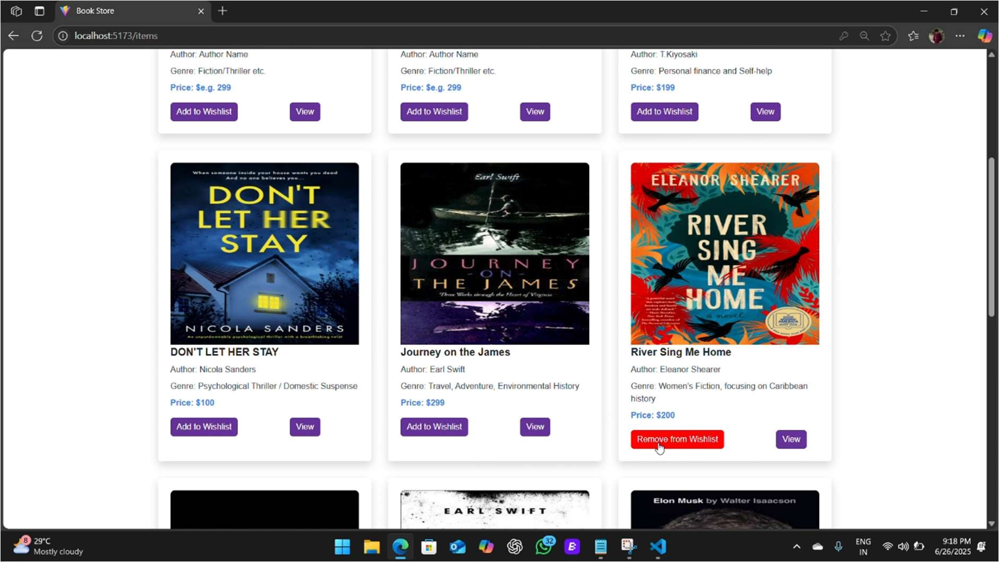 Book Store
localhost:5173/items
Author: Author Name
Genre: Fiction/Thriller etc.
Price: $e.g. 299
Add to Wishlist
View
Author: Author Name
Genre: Fiction/Thriller etc.
Price: $e.g. 299
Add to Wishlist
View
Author: T.Kiyosaki
Genre: Personal finance and Self-help
Price: $199
Add to Wishlist
View
When someone inside your house wants you dead
And no one believes you...
DON'T
LET HER
STAY
NICOLA SANDERS
An unputdownable psychological thriller with a breathtaking twist
DON'T LET HER STAY
Author: Nicola Sanders
Genre: Psychological Thriller / Domestic Suspense
Price: $100
Add to Wishlist
View
Earl Swift
JOURNEY
-ON-
THE JAMES
Three Weeks through the Heart of Virginia
Journey on the James
Author: Earl Swift
Genre: Travel, Adventure, Environmental History
Price: $299
Add to Wishlist
View
ELEANOR SHEARER
RIVER
SING
ME
HOME
a novel
River Sing Me Home
Author: Eleanor Shearer
Genre: Women's Fiction, focusing on Caribbean
history
Price: $200
Remove from Wishlist
View
EARL SWIFT
Elon Musk by Walter Isaacson
8
29°C
Mostly cloudy
32
B
ENG
IN
9:18 PM
6/26/2025